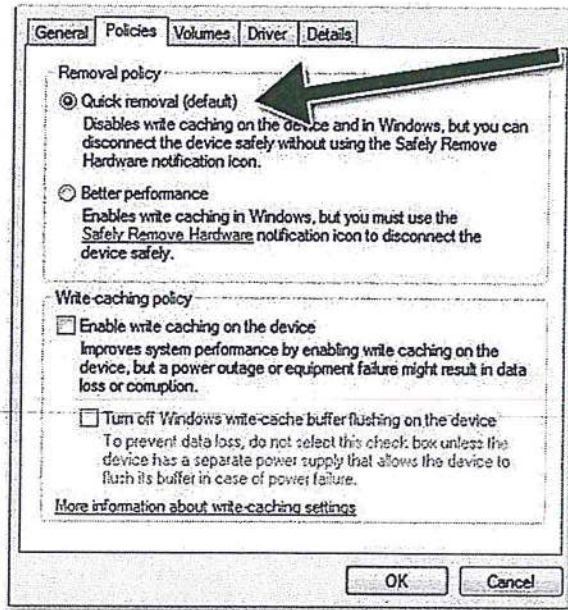 General Policies Volumes Driver Details
Removal policy
Quick removal (default)
Disables write caching on the device and in Windows, but you can
disconnect the device safely without using the Safely Remove
Hardware notification icon.
Better performance
Enables write caching in Windows, but you must use the
Safely Remove Hardware notification icon to disconnect the
device safely.
Write-caching policy
Enable write caching on the device
Improves system performance by enabling write caching on the
device, but a power outage or equipment failure might result in data
loss or corruption.
Turn off Windows write-cache buffer flushing on the device
To prevent data loss, do not select this check box unless the
device has a separate power supply that allows the device to
flush its buffer in case of power failure.
More information about write-caching settings
OK Cancel